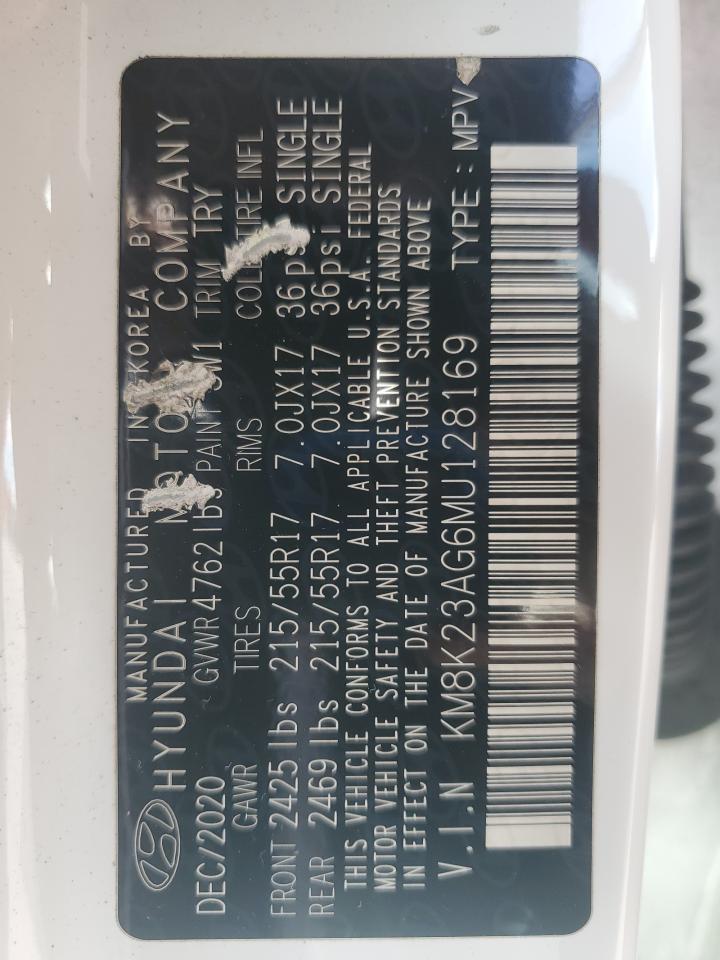 MANUFACTURED IN KOREA BY
HYUNDAI MOTOR COMPANY
DEC/2020 GVWR 4762 lbs PAINT TRIM TRY
GAWR TIRES RIMS COLD TIRE INFL
FRONT 2425 lbs 215/55R17 7.0JX17 36psi SINGLE
REAR 2469 lbs 215/55R17 7.0JX17 36psi SINGLE
THIS VEHICLE CONFORMS TO ALL APPLICABLE U.S.A. FEDERAL
MOTOR VEHICLE SAFETY AND THEFT PREVENTION STANDARDS
IN EFFECT ON THE DATE OF MANUFACTURE SHOWN ABOVE
V.I.N KM8K23AG6MU128169 TYPE : MPV